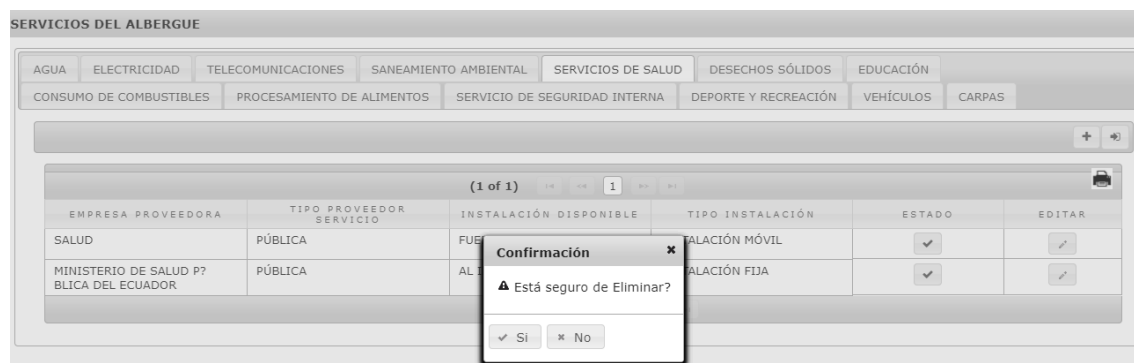 SERVICIOS DEL ALBERGUE
AGUA ELECTRICIDAD TELECOMUNICACIONES SANEAMIENTO AMBIENTAL SERVICIOS DE SALUD DESECHOS SÓLIDOS EDUCACIÓN
CONSUMO DE COMBUSTIBLES PROCESAMIENTO DE ALIMENTOS SERVICIO DE SEGURIDAD INTERNA DEPORTE Y RECREACIÓN VEHÍCULOS CARPAS
(1 of 1) 1
EMPRESA PROVEEDORA TIPO PROVEEDOR SERVICIO INSTALACIÓN DISPONIBLE TIPO INSTALACIÓN ESTADO EDITAR
SALUD PÚBLICA MÓVIL
MINISTERIO DE SALUD P? PÚBLICA AL FIJA
BLICA DEL ECUADOR
Confirmación
Está seguro de Eliminar?
Si No